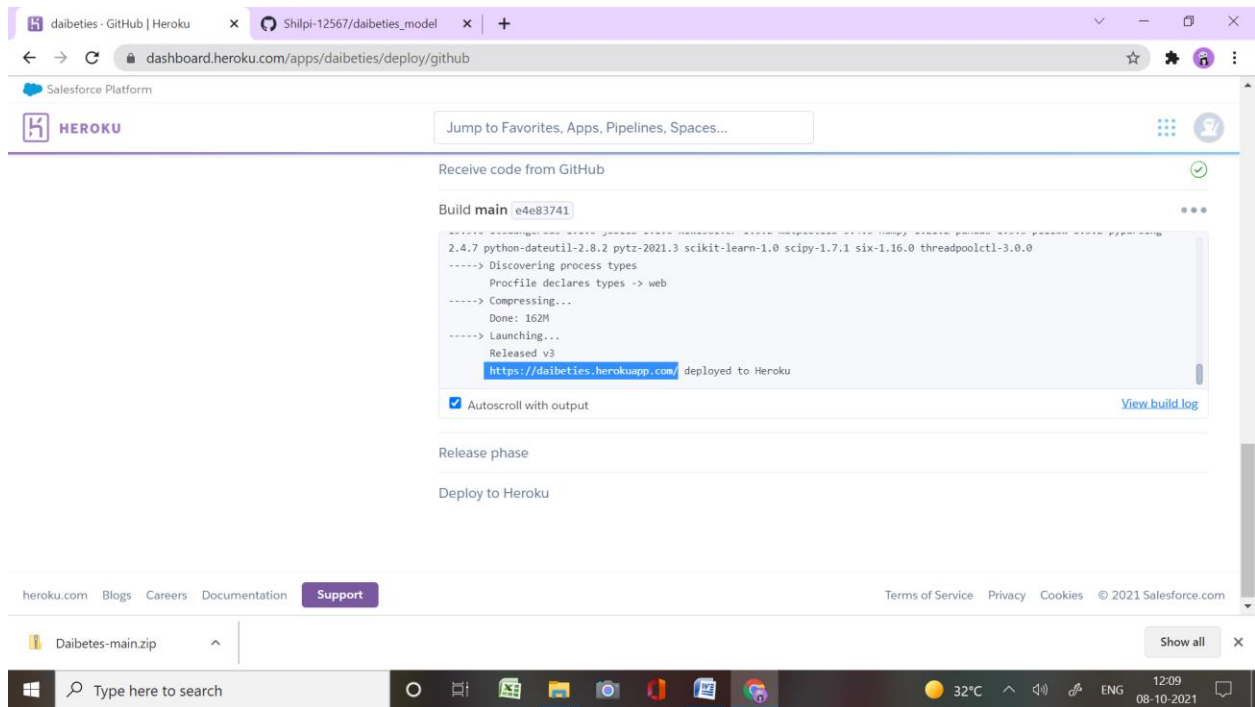 daibeties · GitHub | Heroku
Shilpi-12567/daibeties_model
dashboard.heroku.com/apps/daibeties/deploy/github
Salesforce Platform
HEROKU
Jump to Favorites, Apps, Pipelines, Spaces...
Receive code from GitHub
Build main e4e83741
2.4.7 python-dateutil-2.8.2 pytz-2021.3 scikit-learn-1.0 scipy-1.7.1 six-1.16.0 threadpoolctl-3.0.0
-----> Discovering process types
Procfile declares types -> web
-----> Compressing...
Done: 162M
-----> Launching...
Released v3
https://daibeties.herokuapp.com/ deployed to Heroku
Autoscroll with output
View build log
Release phase
Deploy to Heroku
heroku.com Blogs Careers Documentation Support
Terms of Service Privacy Cookies © 2021 Salesforce.com
Daibetes-main.zip
Show all
Type here to search
32°C
ENG
12:09
08-10-2021